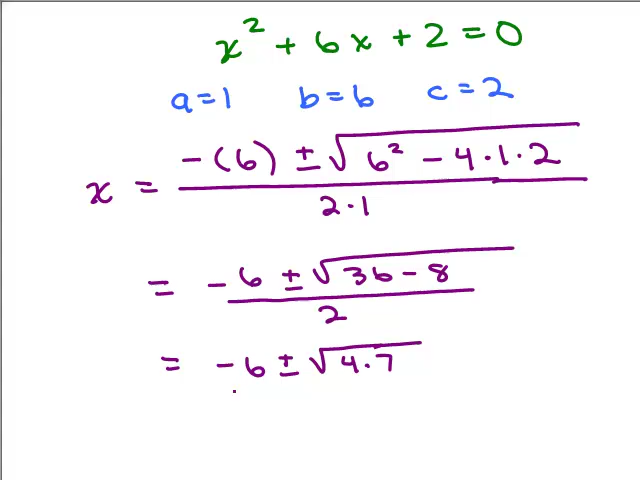 x² + 6x + 2 = 0
a = 1 b = 6 c = 2
x = (-(6) ± √(6² - 4·1·2)) / (2·1)
= (-6 ± √(36 - 8)) / 2
= -6 ± √(4·7)